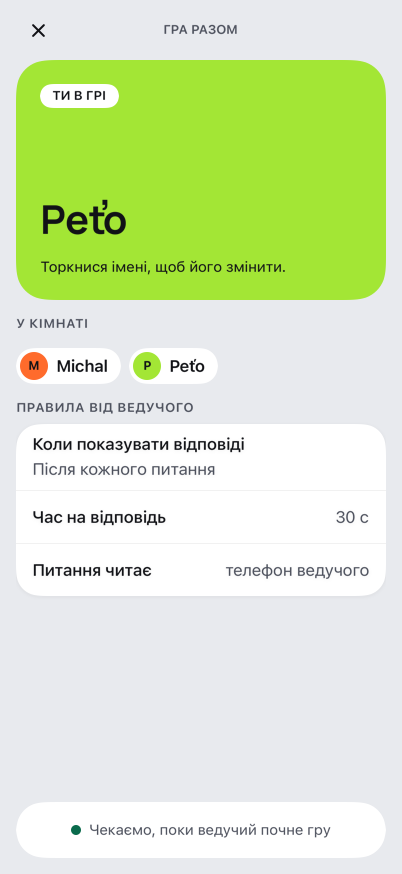 ГРА РАЗОМ
ТИ В ГРІ
Peťo
Торкнися імені, щоб його змінити.
У КІМНАТІ
M Michal P Peťo
ПРАВИЛА ВІД ВЕДУЧОГО
Коли показувати відповіді
Після кожного питання
Час на відповідь 30 с
Питання читає телефон ведучого
Чекаємо, поки ведучий почне гру